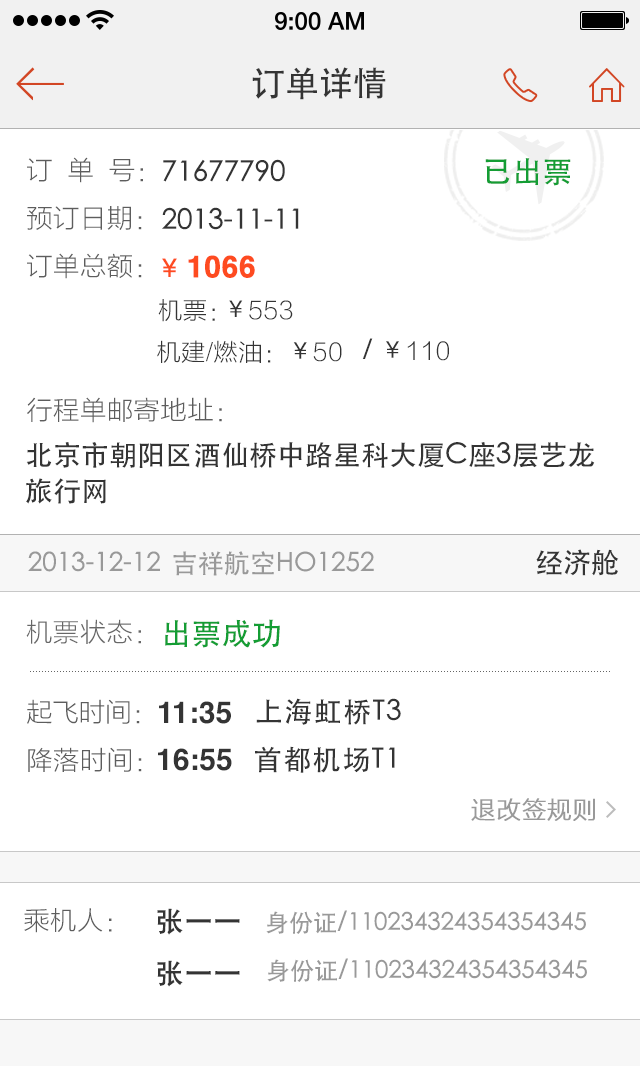 9:00 AM
订单详情
订单号: 71677790
已出票
预订日期: 2013-11-11
订单总额: ¥ 1066
机票: ¥553
机建/燃油: ¥50 / ¥110
行程单邮寄地址:
北京市朝阳区酒仙桥中路星科大厦C座3层艺龙
旅行网
2013-12-12 吉祥航空HO1252 经济舱
机票状态: 出票成功
起飞时间: 11:35 上海虹桥T3
降落时间: 16:55 首都机场T1
退改签规则
乘机人: 张一一 身份证/110234324354354345
张一一 身份证/110234324354354345